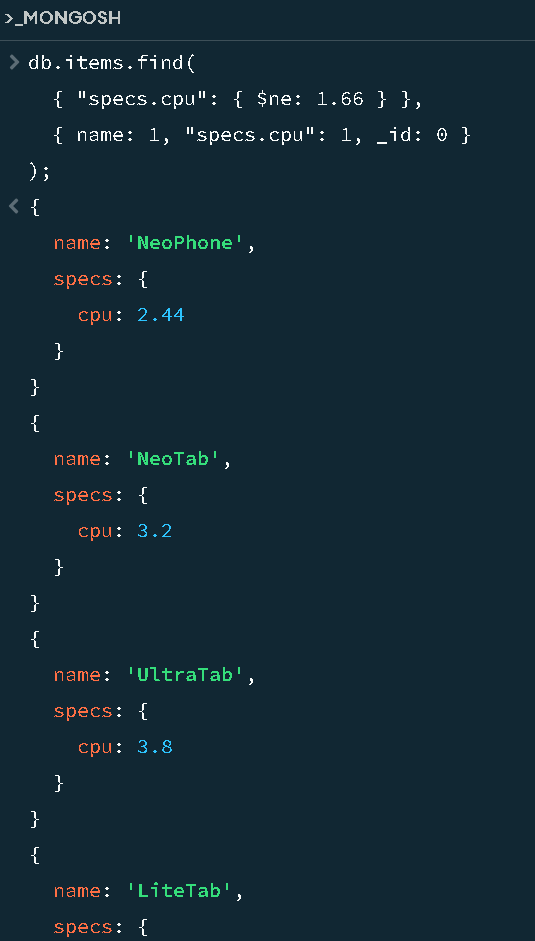 >_MONGOSH
> db.items.find(
{ "specs.cpu": { $ne: 1.66 } },
{ name: 1, "specs.cpu": 1, _id: 0 }
);
< {
name: 'NeoPhone',
specs: {
cpu: 2.44
}
}
{
name: 'NeoTab',
specs: {
cpu: 3.2
}
}
{
name: 'UltraTab',
specs: {
cpu: 3.8
}
}
{
name: 'LiteTab',
specs: {